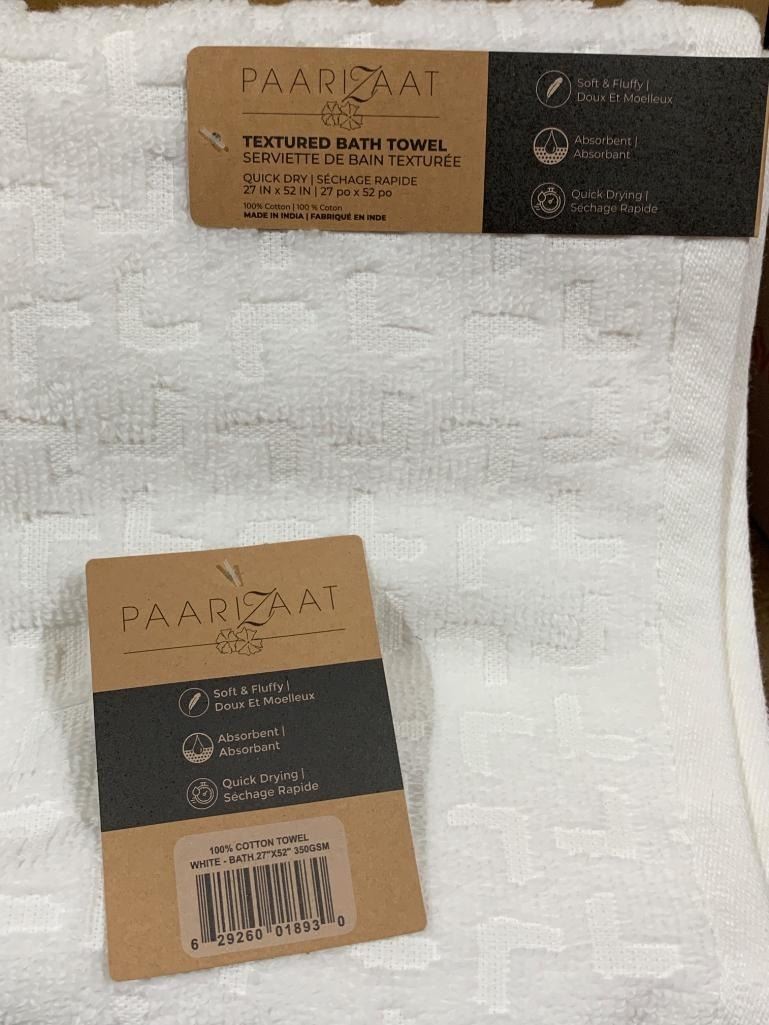 PAARIZAAT
TEXTURED BATH TOWEL
SERVIETTE DE BAIN TEXTURÉE
QUICK DRY | SÉCHAGE RAPIDE
27 IN x 52 IN | 27 po x 52 po
100% Cotton | 100 % Coton
MADE IN INDIA | FABRIQUÉ EN INDE
Soft & Fluffy |
Doux Et Moelleux
Absorbent |
Absorbant
Quick Drying |
Séchage Rapide
PAARIZAAT
Soft & Fluffy |
Doux Et Moelleux
Absorbent |
Absorbant
Quick Drying |
Séchage Rapide
100% COTTON TOWEL
WHITE - BATH.27"X52" 350GSM
6 29260 01893 0